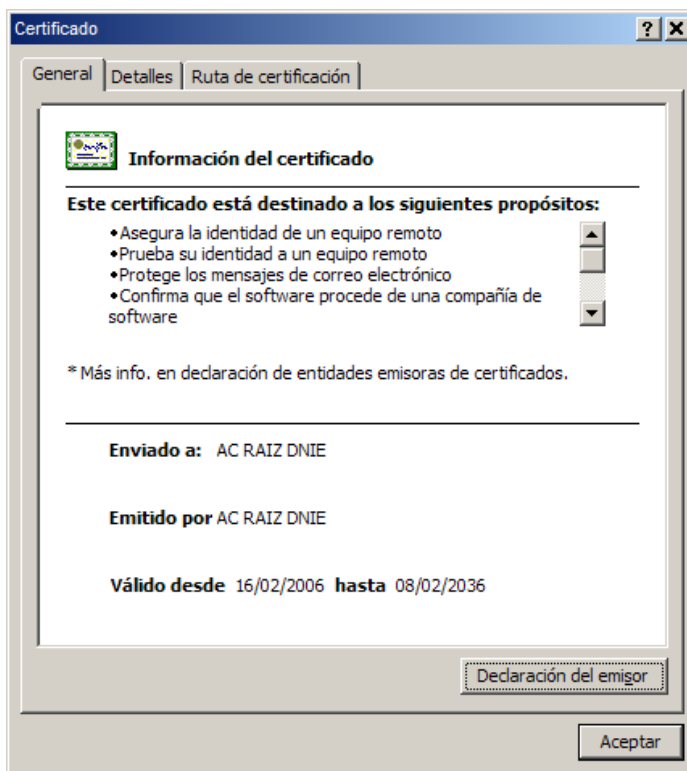 Certificado
General Detalles Ruta de certificación
Información del certificado
Este certificado está destinado a los siguientes propósitos:
•Asegura la identidad de un equipo remoto
•Prueba su identidad a un equipo remoto
•Protege los mensajes de correo electrónico
•Confirma que el software procede de una compañía de
software
* Más info. en declaración de entidades emisoras de certificados.
Enviado a: AC RAIZ DNIE
Emitido por AC RAIZ DNIE
Válido desde 16/02/2006 hasta 08/02/2036
Declaración del emisor
Aceptar